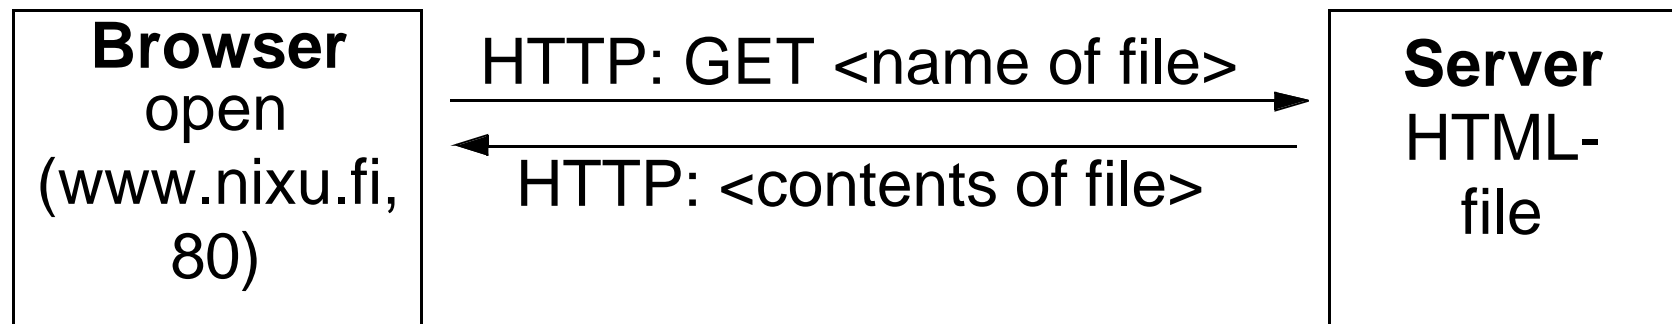 Browser
open
(www.nixu.fi,
80)
HTTP: GET <name of file>
HTTP: <contents of file>
Server
HTML-
file